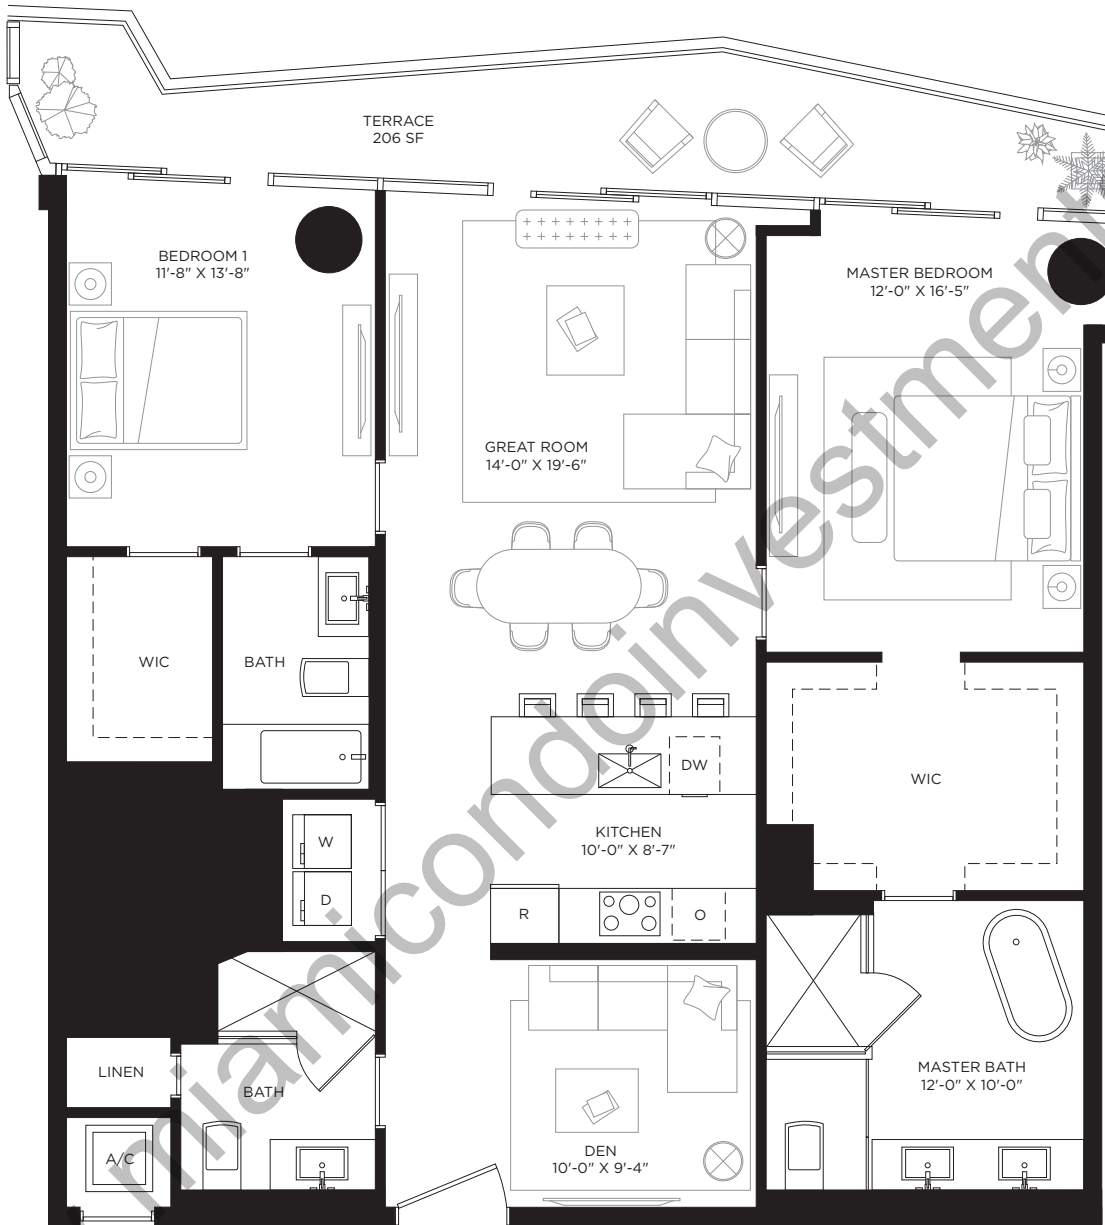 TERRACE
206 SF
BEDROOM 1
11'-8" X 13'-8"
MASTER BEDROOM
12'-0" X 16'-5"
GREAT ROOM
14'-0" X 19'-6"
WIC
BATH
DW
WIC
KITCHEN
10'-0" X 8'-7"
W
D
R
O
LINEN
BATH
MASTER BATH
12'-0" X 10'-0"
A/C
DEN
10'-0" X 9'-4"
miamicondoinvestment